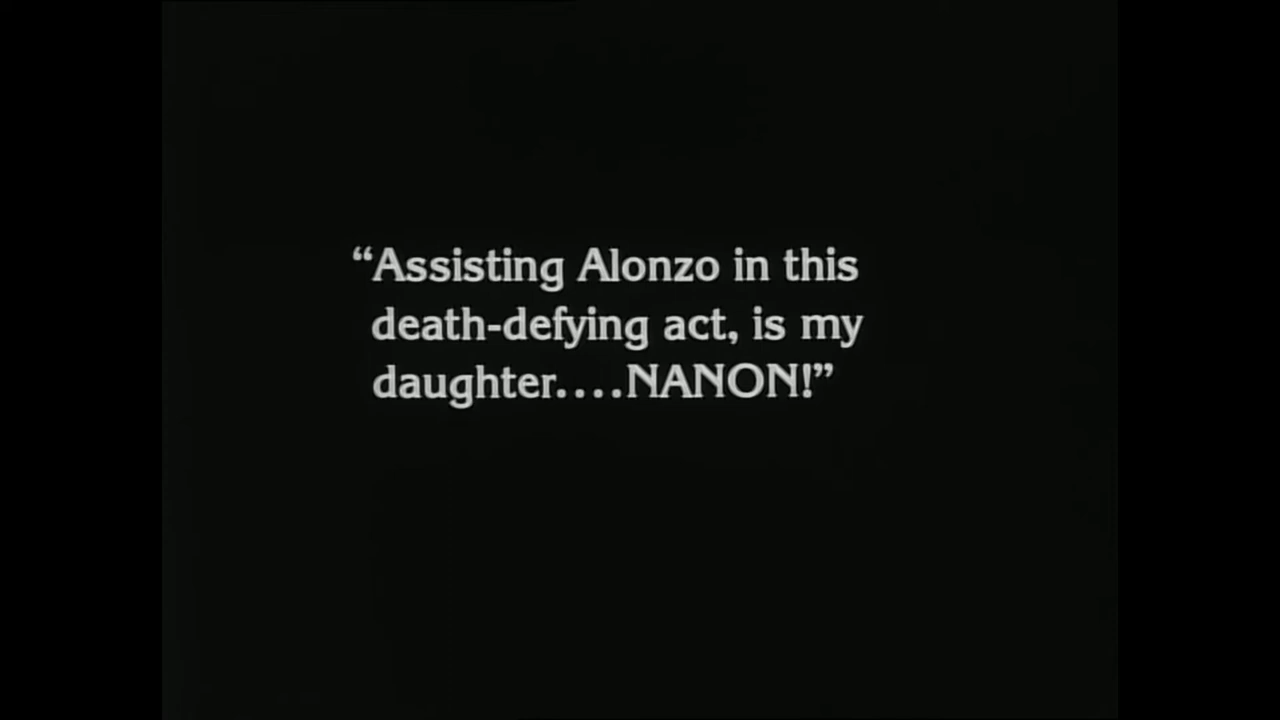 “Assisting Alonzo in this
death-defying act, is my
daughter....NANON!”